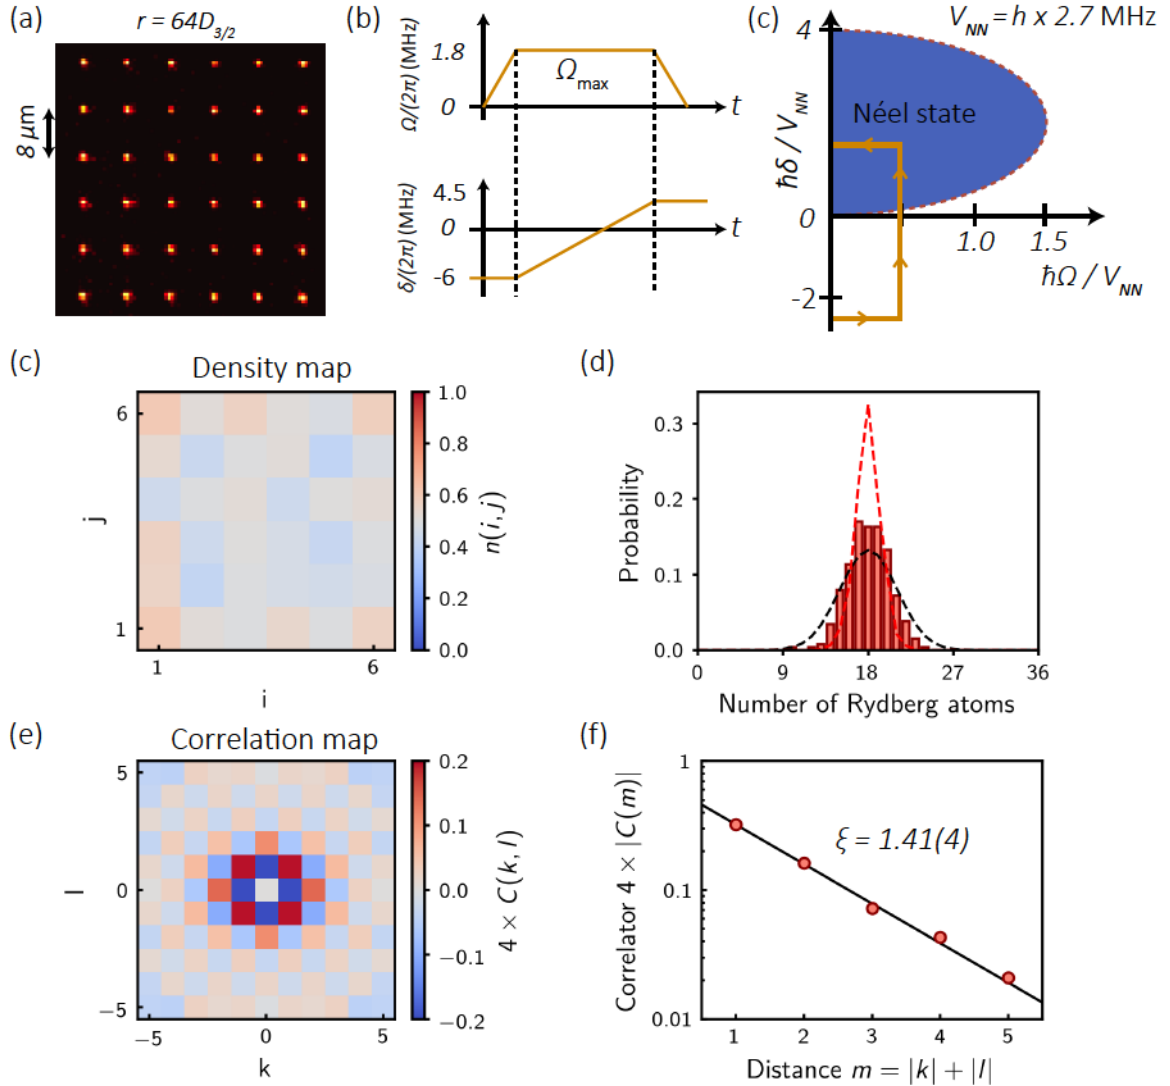 (a)
r = 64D3/2
8 μm
(b)
1.8
0
Ω/(2π) (MHz)
Ωmax
t
4.5
0
-6
δ/(2π) (MHz)
t
(c)
VNN = h x 2.7 MHz
4
0
-2
ħδ / VNN
Néel state
1.0
1.5
ħΩ / VNN
(c)
Density map
6
1
j
1
6
i
1.0
0.8
0.6
0.4
0.2
0.0
n(i, j)
(d)
0.3
0.2
0.1
0.0
Probability
0
9
18
27
36
Number of Rydberg atoms
(e)
Correlation map
5
0
−5
l
−5
0
5
k
0.2
0.1
0.0
−0.1
−0.2
4 × C(k, l)
(f)
1
0.1
0.01
Correlator 4 × |C(m)|
ξ = 1.41(4)
1
2
3
4
5
Distance m = |k| + |l|